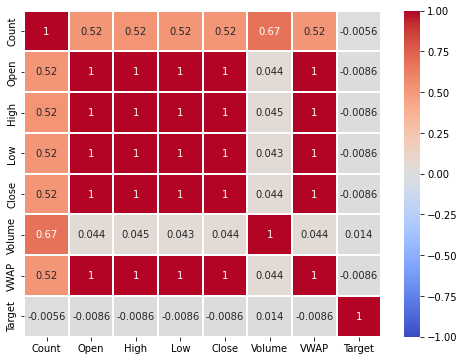 Count 1 0.52 0.52 0.52 0.52 0.67 0.52 -0.0056
Open 0.52 1 1 1 1 0.044 1 -0.0086
High 0.52 1 1 1 1 0.045 1 -0.0086
Low 0.52 1 1 1 1 0.043 1 -0.0086
Close 0.52 1 1 1 1 0.044 1 -0.0086
Volume 0.67 0.044 0.045 0.043 0.044 1 0.044 0.014
VWAP 0.52 1 1 1 1 0.044 1 -0.0086
Target -0.0056 -0.0086 -0.0086 -0.0086 -0.0086 0.014 -0.0086 1
Count Open High Low Close Volume VWAP Target
1.00
0.75
0.50
0.25
0.00
−0.25
−0.50
−0.75
−1.00